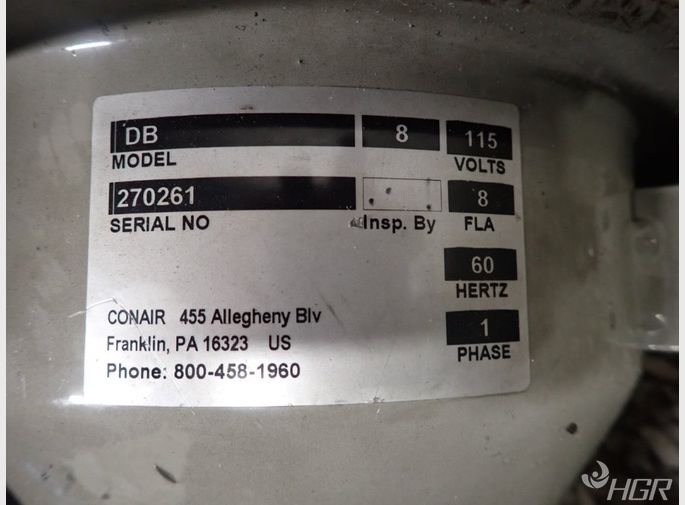 DB 8 115
MODEL VOLTS
270261 8
SERIAL NO Insp. By FLA
60
HERTZ
CONAIR 455 Allegheny Blv 1
Franklin, PA 16323 US PHASE
Phone: 800-458-1960
HGR